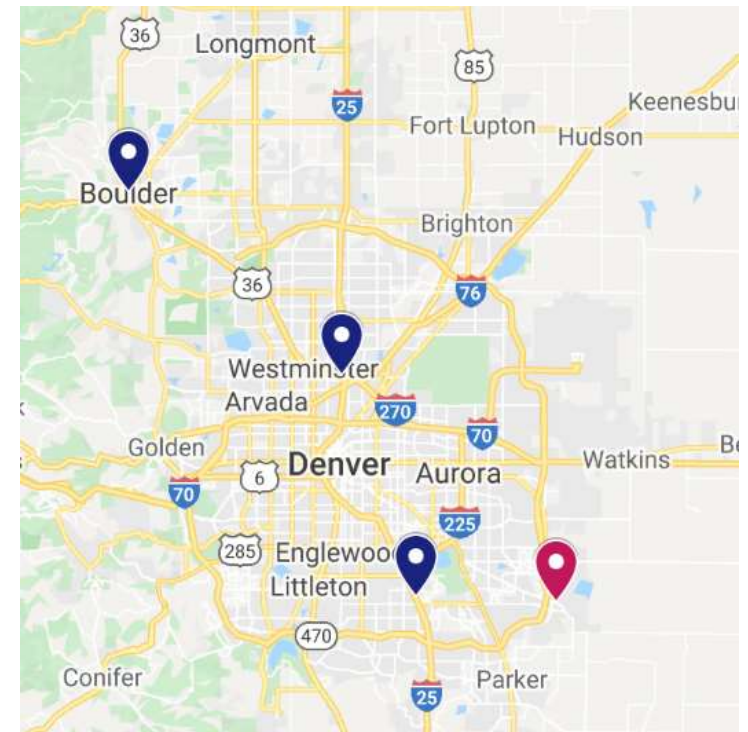 36
Longmont
85
25
Keenesbu
Fort Lupton
Hudson
Boulder
Brighton
36
76
Westminster
Arvada
270
70
Golden
6
Denver
Aurora
Watkins
Be
70
225
285
Englewood
Littleton
470
Conifer
Parker
25